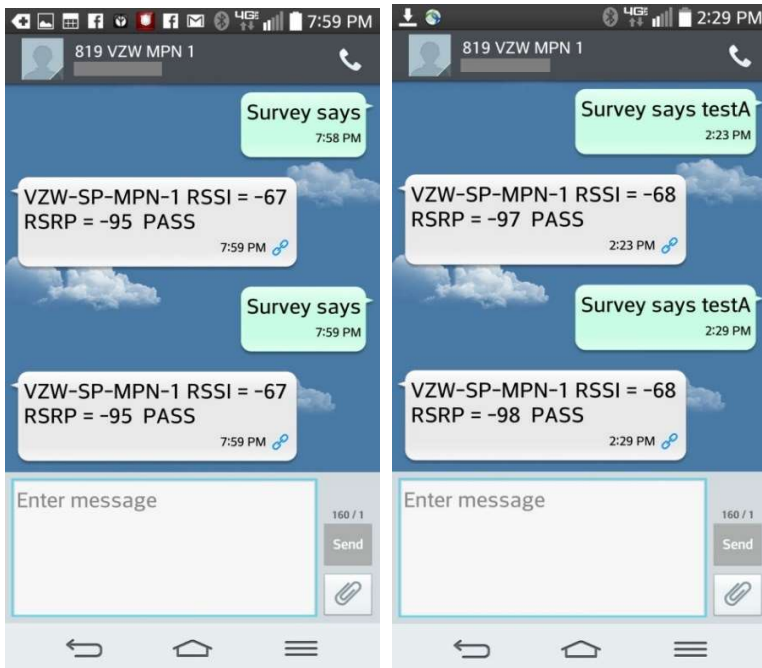 4G 7:59 PM
819 VZW MPN 1
Survey says
7:58 PM
VZW-SP-MPN-1 RSSI = -67
RSRP = -95 PASS
7:59 PM
Survey says
7:59 PM
VZW-SP-MPN-1 RSSI = -67
RSRP = -95 PASS
7:59 PM
Enter message
160 / 1
Send
4G 2:29 PM
819 VZW MPN 1
Survey says testA
2:23 PM
VZW-SP-MPN-1 RSSI = -68
RSRP = -97 PASS
2:23 PM
Survey says testA
2:29 PM
VZW-SP-MPN-1 RSSI = -68
RSRP = -98 PASS
2:29 PM
Enter message
160 / 1
Send